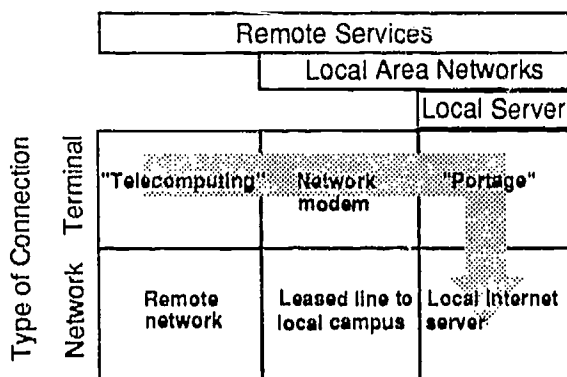 Remote Services
Local Area Networks
Local Server
Type of Connection
Terminal
"Telecomputing"
Network
modem
"Portage"
Network
Remote
network
Leased line to
local campus
Local Internet
server